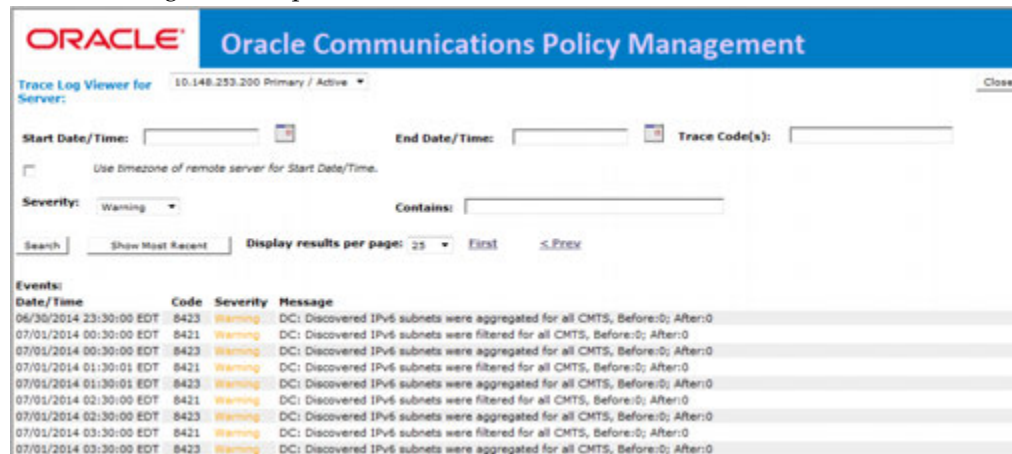 ORACLE Oracle Communications Policy Management
Trace Log Viewer for Server: 10.148.253.200 Primary / Active Close
Start Date/Time: End Date/Time: Trace Code(s):
Use timezone of remote server for Start Date/Time.
Severity: Warning Contains:
Search Show Most Recent Display results per page: 25 First < Prev
Events:
Date/Time Code Severity Message
06/30/2014 23:30:00 EDT 8423 Warning DC: Discovered IPv6 subnets were aggregated for all CMTS, Before:0; After:0
07/01/2014 00:30:00 EDT 8421 Warning DC: Discovered IPv6 subnets were filtered for all CMTS, Before:0; After:0
07/01/2014 00:30:00 EDT 8423 Warning DC: Discovered IPv6 subnets were aggregated for all CMTS, Before:0; After:0
07/01/2014 01:30:01 EDT 8421 Warning DC: Discovered IPv6 subnets were filtered for all CMTS, Before:0; After:0
07/01/2014 01:30:01 EDT 8423 Warning DC: Discovered IPv6 subnets were aggregated for all CMTS, Before:0; After:0
07/01/2014 02:30:00 EDT 8421 Warning DC: Discovered IPv6 subnets were filtered for all CMTS, Before:0; After:0
07/01/2014 02:30:00 EDT 8423 Warning DC: Discovered IPv6 subnets were aggregated for all CMTS, Before:0; After:0
07/01/2014 03:30:00 EDT 8421 Warning DC: Discovered IPv6 subnets were filtered for all CMTS, Before:0; After:0
07/01/2014 03:30:00 EDT 8423 Warning DC: Discovered IPv6 subnets were aggregated for all CMTS, Before:0; After:0